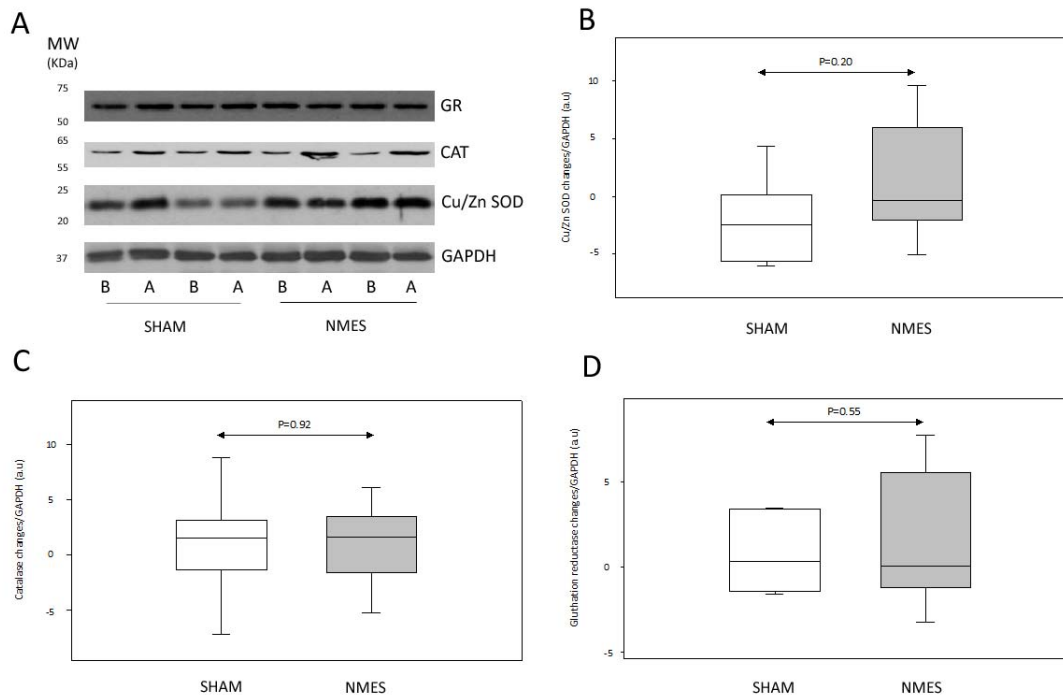 A
MW
(KDa)
75
50
GR
65
55
CAT
25
20
Cu/Zn SOD
37
GAPDH
B A B A B A B A
SHAM NMES
B
P=0.20
10
5
0
-5
Cu/Zn SOD changes/GAPDH (a.u)
SHAM NMES
C
P=0.92
10
5
0
-5
Catalase changes/GAPDH (a.u)
SHAM NMES
D
P=0.55
5
0
-5
Gluthation reductase changes/GAPDH (a.u)
SHAM NMES